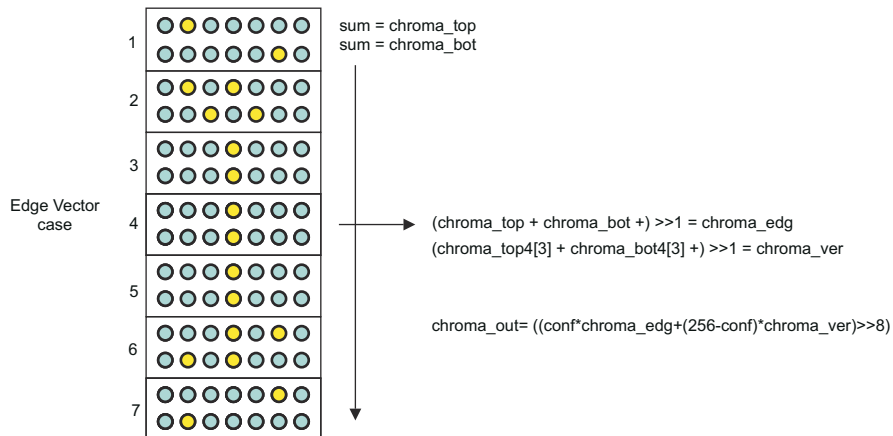 1
sum = chroma_top
sum = chroma_bot
2
3
Edge Vector
case
4
(chroma_top + chroma_bot +) >>1 = chroma_edg
(chroma_top4[3] + chroma_bot4[3] +) >>1 = chroma_ver
5
6
chroma_out= ((conf*chroma_edg+(256-conf)*chroma_ver)>>8)
7